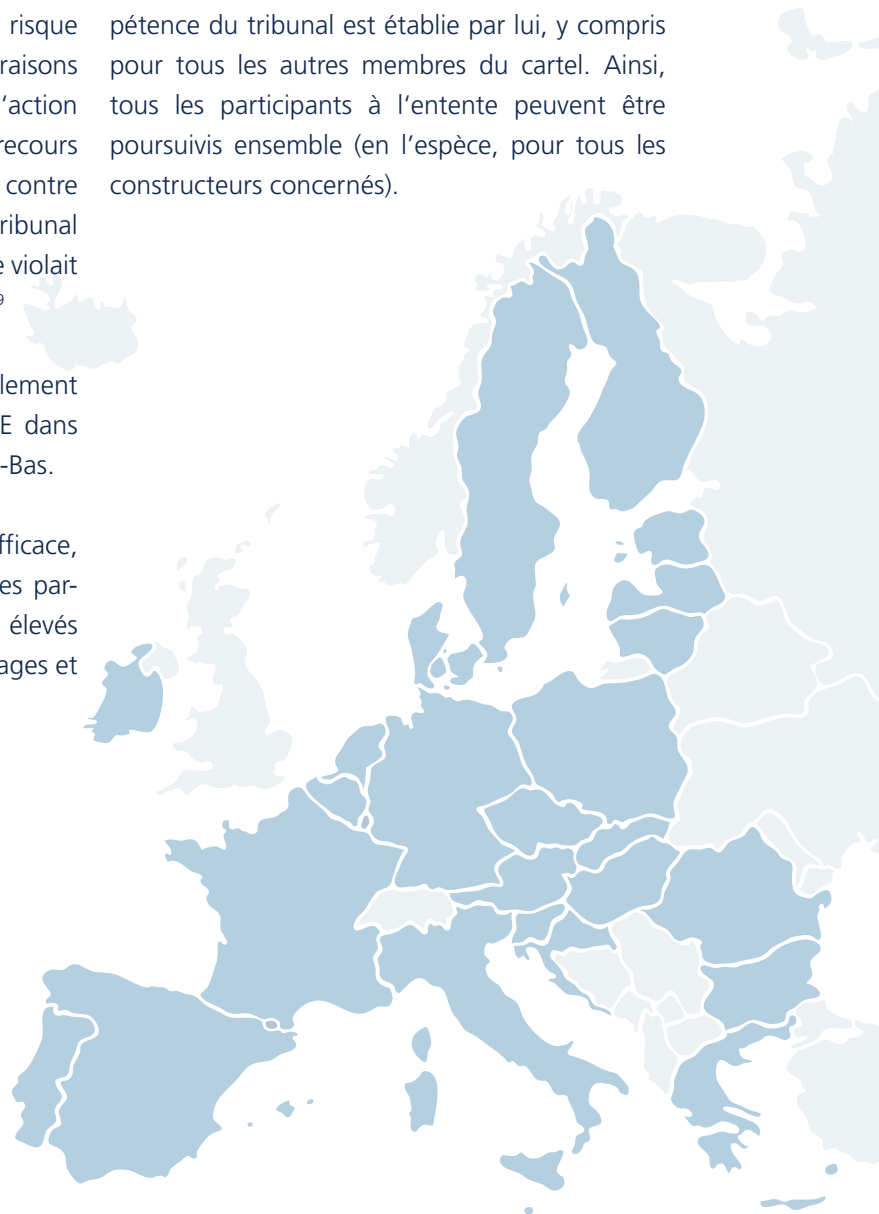 risque
raisons
'action
recours
contre
ribunal
e violait
9
lement
E dans
-Bas.
fficace,
es par-
élevés
ages et
pétence du tribunal est établie par lui, y compris
pour tous les autres membres du cartel. Ainsi,
tous les participants à l'entente peuvent être
poursuivis ensemble (en l'espèce, pour tous les
constructeurs concernés).